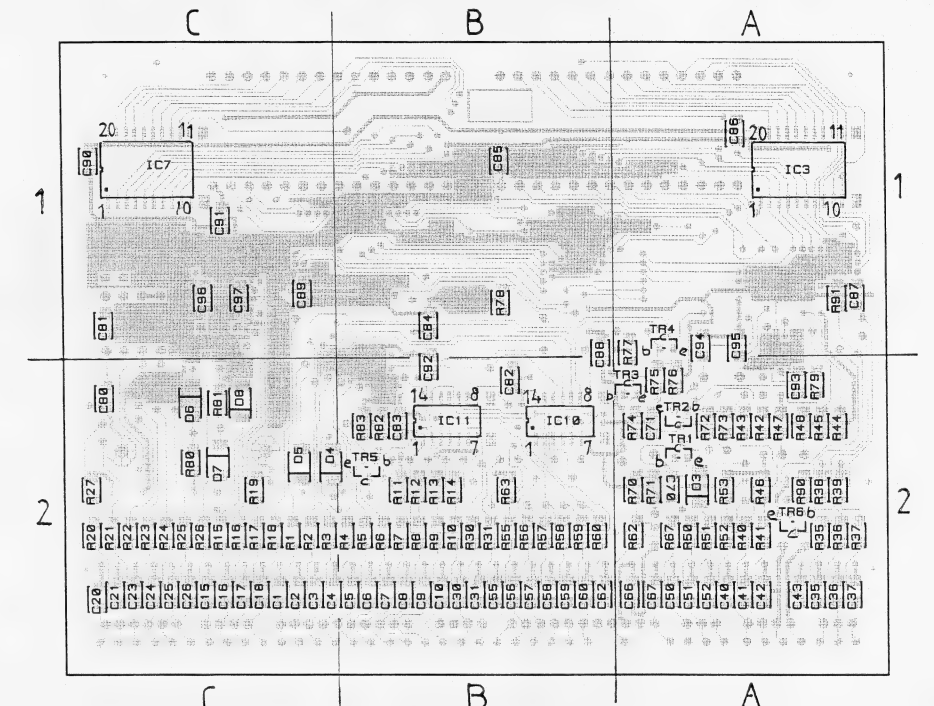 C B A
C86
20 11 20 11
C90 IC7 C85 IC3
1 1
1 10 1 10
C91
C96 C97 C89 R78 R91 C87
C81 C84 TR4
C88 R77 b e C94 C95
C92 TR3
C80 C82 b e R75 R76 C93 R79
D6 R81 D8 14 8 14 8
R83 R82 C83 IC11 IC10 R74 C71 e TR2 b R72 R73 R43 R42 R47 R46 R45 R44
c
1 7 1 7 TR1
R80 D7 D5 D4 e TR5 b b e
c
R27 R19 R11 R12 R13 R14 R63 R70 R71 C70 D3 R53 R48 R90 R38 R39
2 2
e TR6 b
R20 R21 R22 R23 R24 R25 R26 R15 R16 R17 R18 R1 R2 R3 R4 R5 R7 R8 R9 R10 R30 R31 R55 R56 R57 R58 R59 R60 R62 R67 R50 R51 R52 R40 R41 R35 R36 R37
C20 C21 C23 C24 C25 C26 C15 C16 C17 C18 C1 C2 C3 C4 C5 C6 C7 C8 C9 C10 C30 C31 C55 C56 C57 C58 C59 C60 C62 C66 C67 C50 C51 C52 C40 C41 C42 C43 C35 C36 C37
C B A